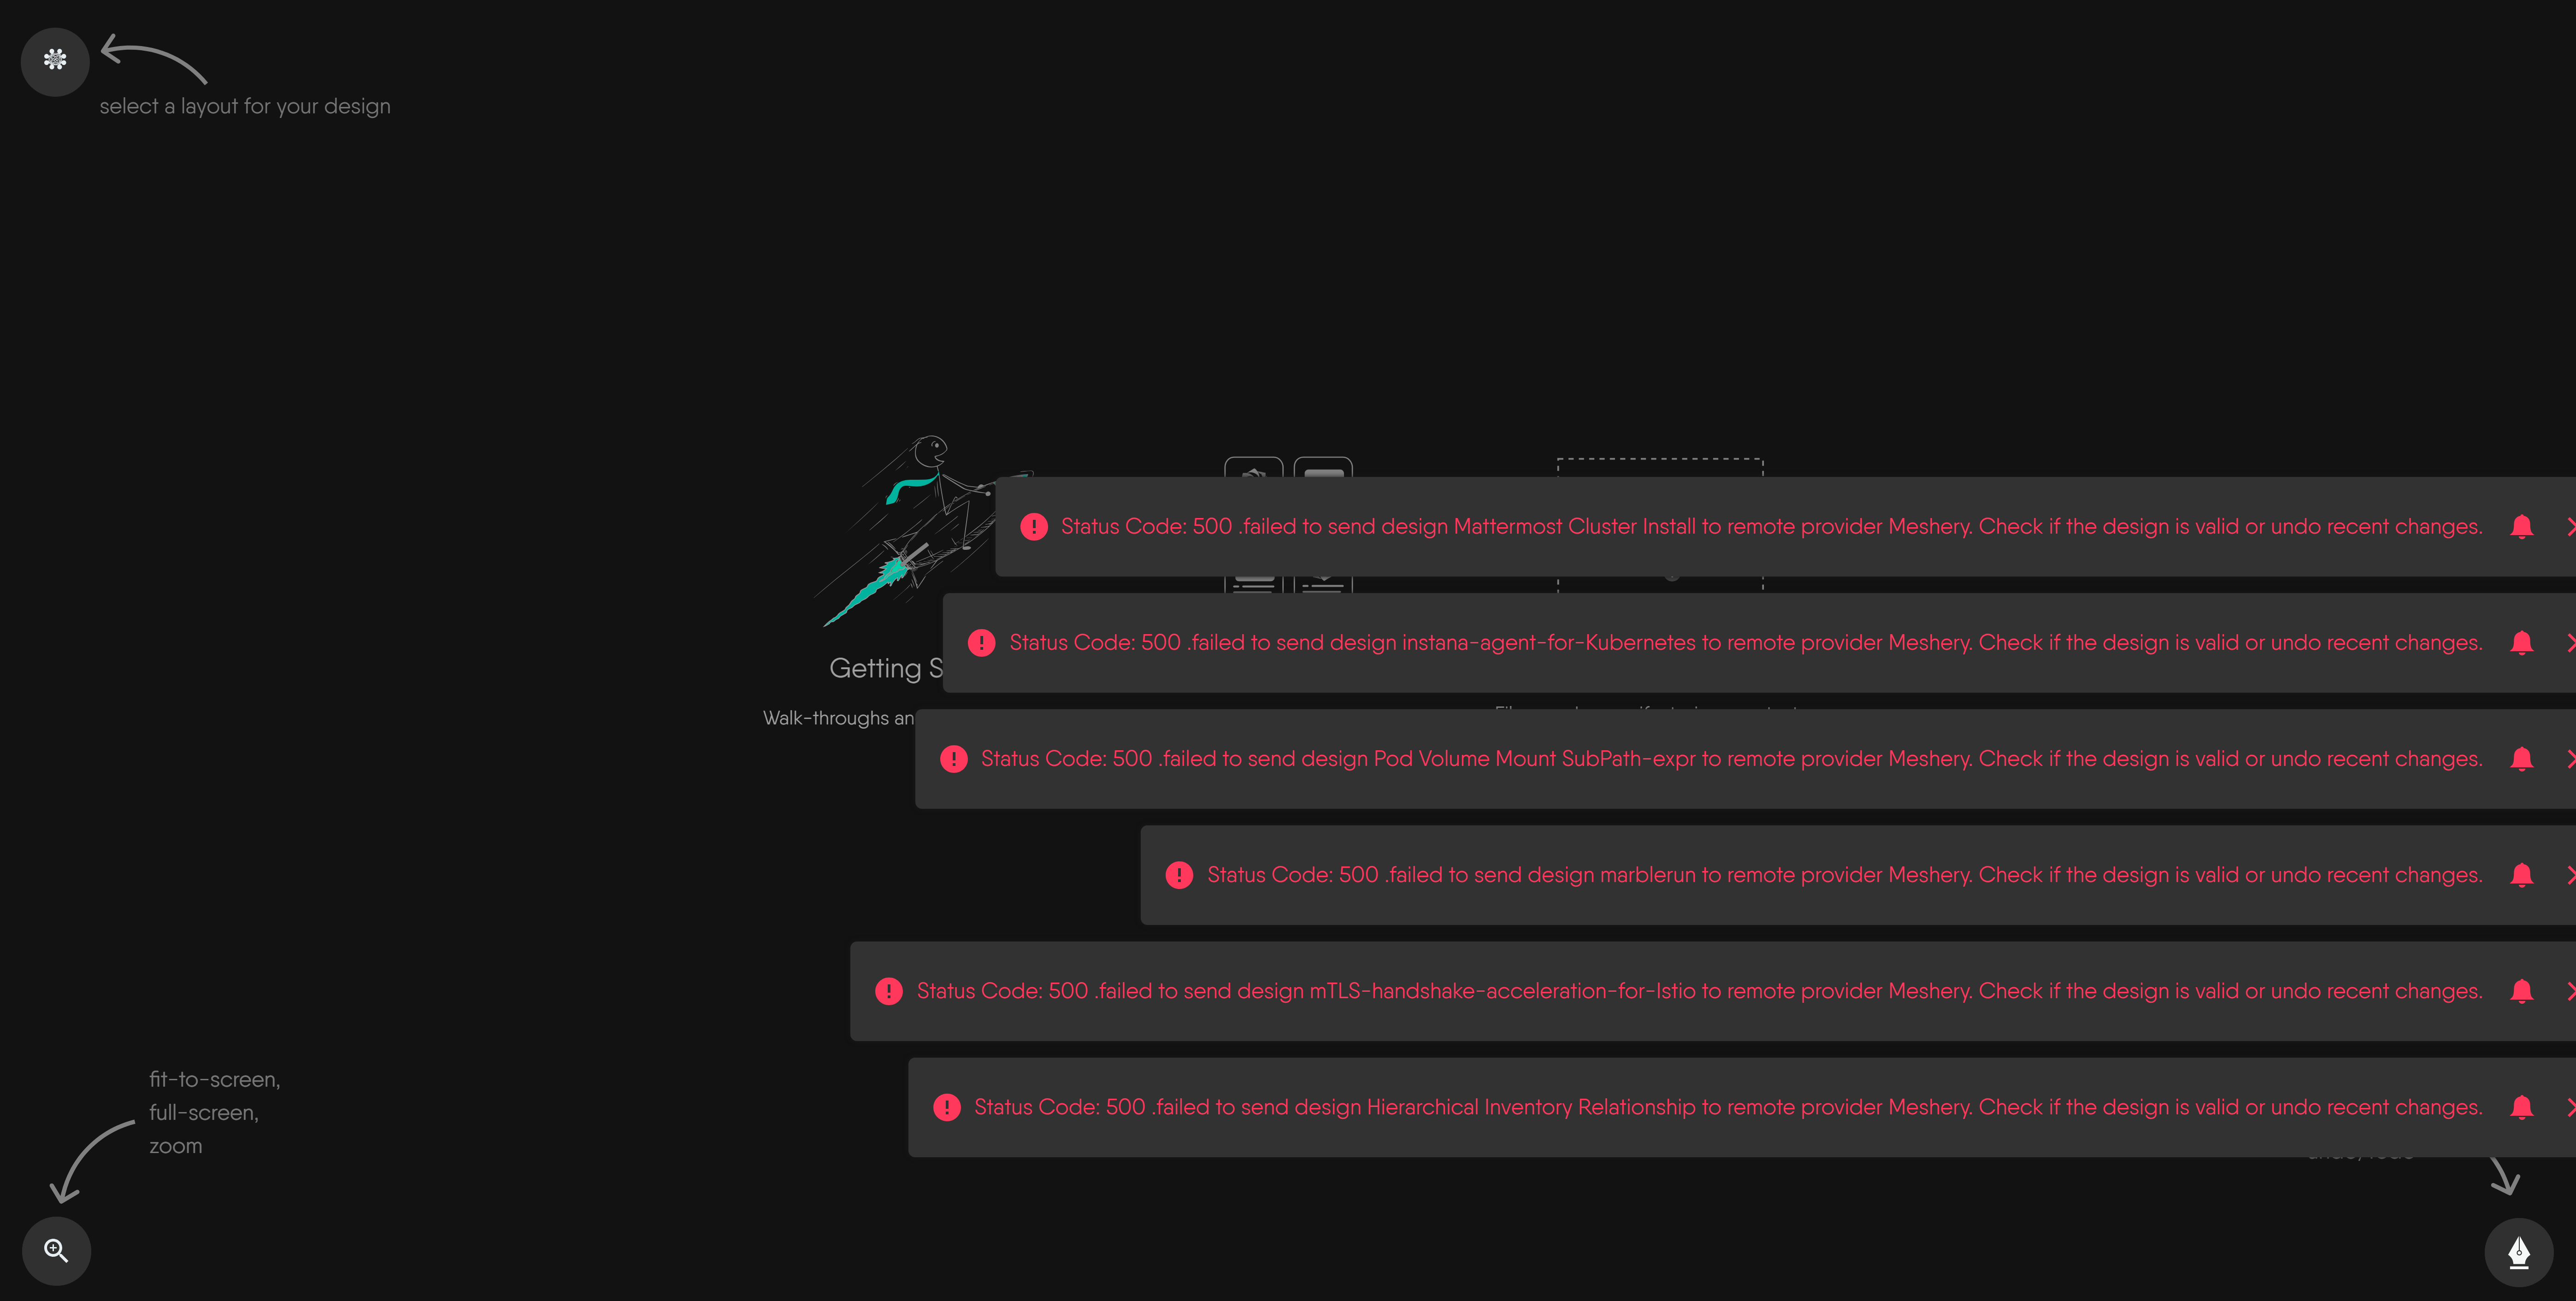 select a layout for your design
Status Code: 500 .failed to send design Mattermost Cluster Install to remote provider Meshery. Check if the design is valid or undo recent changes.
Status Code: 500 .failed to send design instana-agent-for-Kubernetes to remote provider Meshery. Check if the design is valid or undo recent changes.
Getting S
Walk-throughs an
Status Code: 500 .failed to send design Pod Volume Mount SubPath-expr to remote provider Meshery. Check if the design is valid or undo recent changes.
Status Code: 500 .failed to send design marblerun to remote provider Meshery. Check if the design is valid or undo recent changes.
Status Code: 500 .failed to send design mTLS-handshake-acceleration-for-Istio to remote provider Meshery. Check if the design is valid or undo recent changes.
Status Code: 500 .failed to send design Hierarchical Inventory Relationship to remote provider Meshery. Check if the design is valid or undo recent changes.
fit-to-screen,
full-screen,
zoom